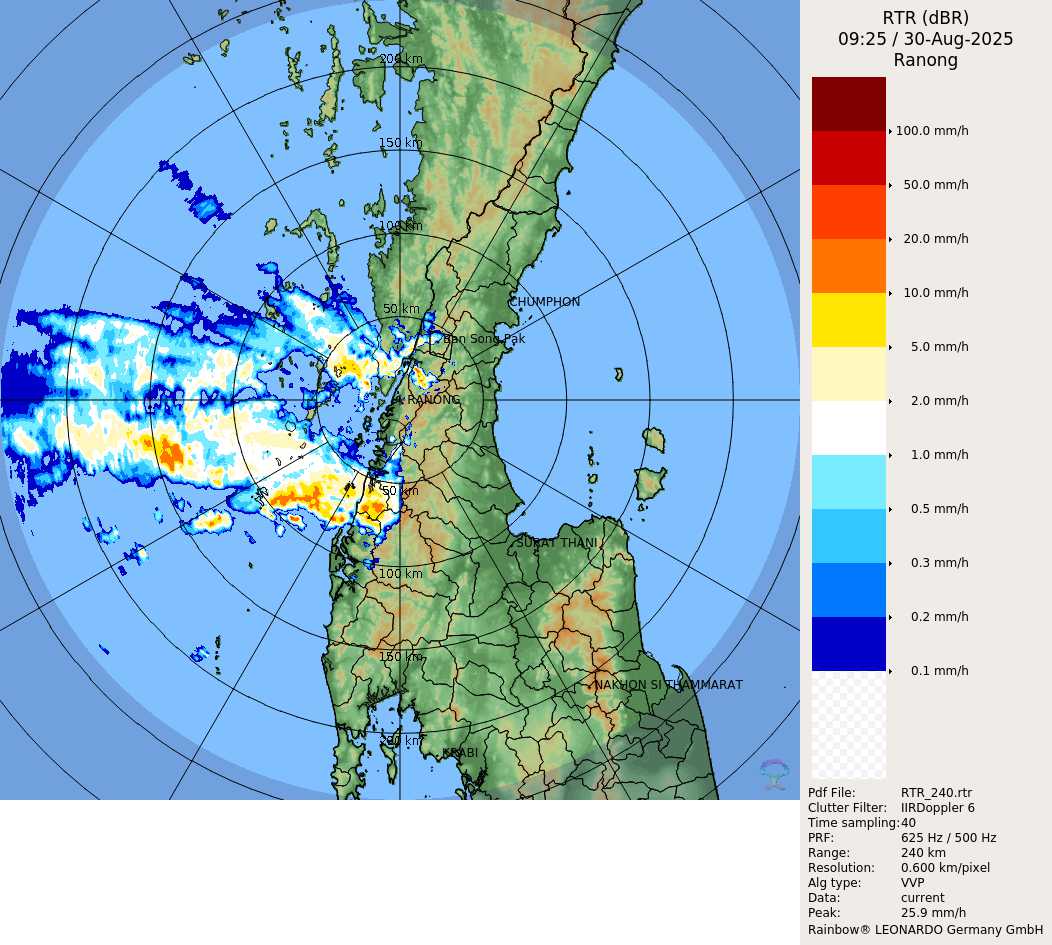 RTR (dBR)
09:25 / 30-Aug-2025
Ranong
100.0 mm/h
50.0 mm/h
20.0 mm/h
10.0 mm/h
5.0 mm/h
2.0 mm/h
1.0 mm/h
0.5 mm/h
0.3 mm/h
0.2 mm/h
0.1 mm/h
200 km
150 km
100 km
50 km
CHUMPHON
Ban Song Pak
RANONG
50 km
SURAT THANI
100 km
150 km
NAKHON SI THAMMARAT
200 km
KRABI
Pdf File: RTR_240.rtr
Clutter Filter: IIRDoppler 6
Time sampling: 40
PRF: 625 Hz / 500 Hz
Range: 240 km
Resolution: 0.600 km/pixel
Alg type: VVP
Data: current
Peak: 25.9 mm/h
Rainbow® LEONARDO Germany GmbH